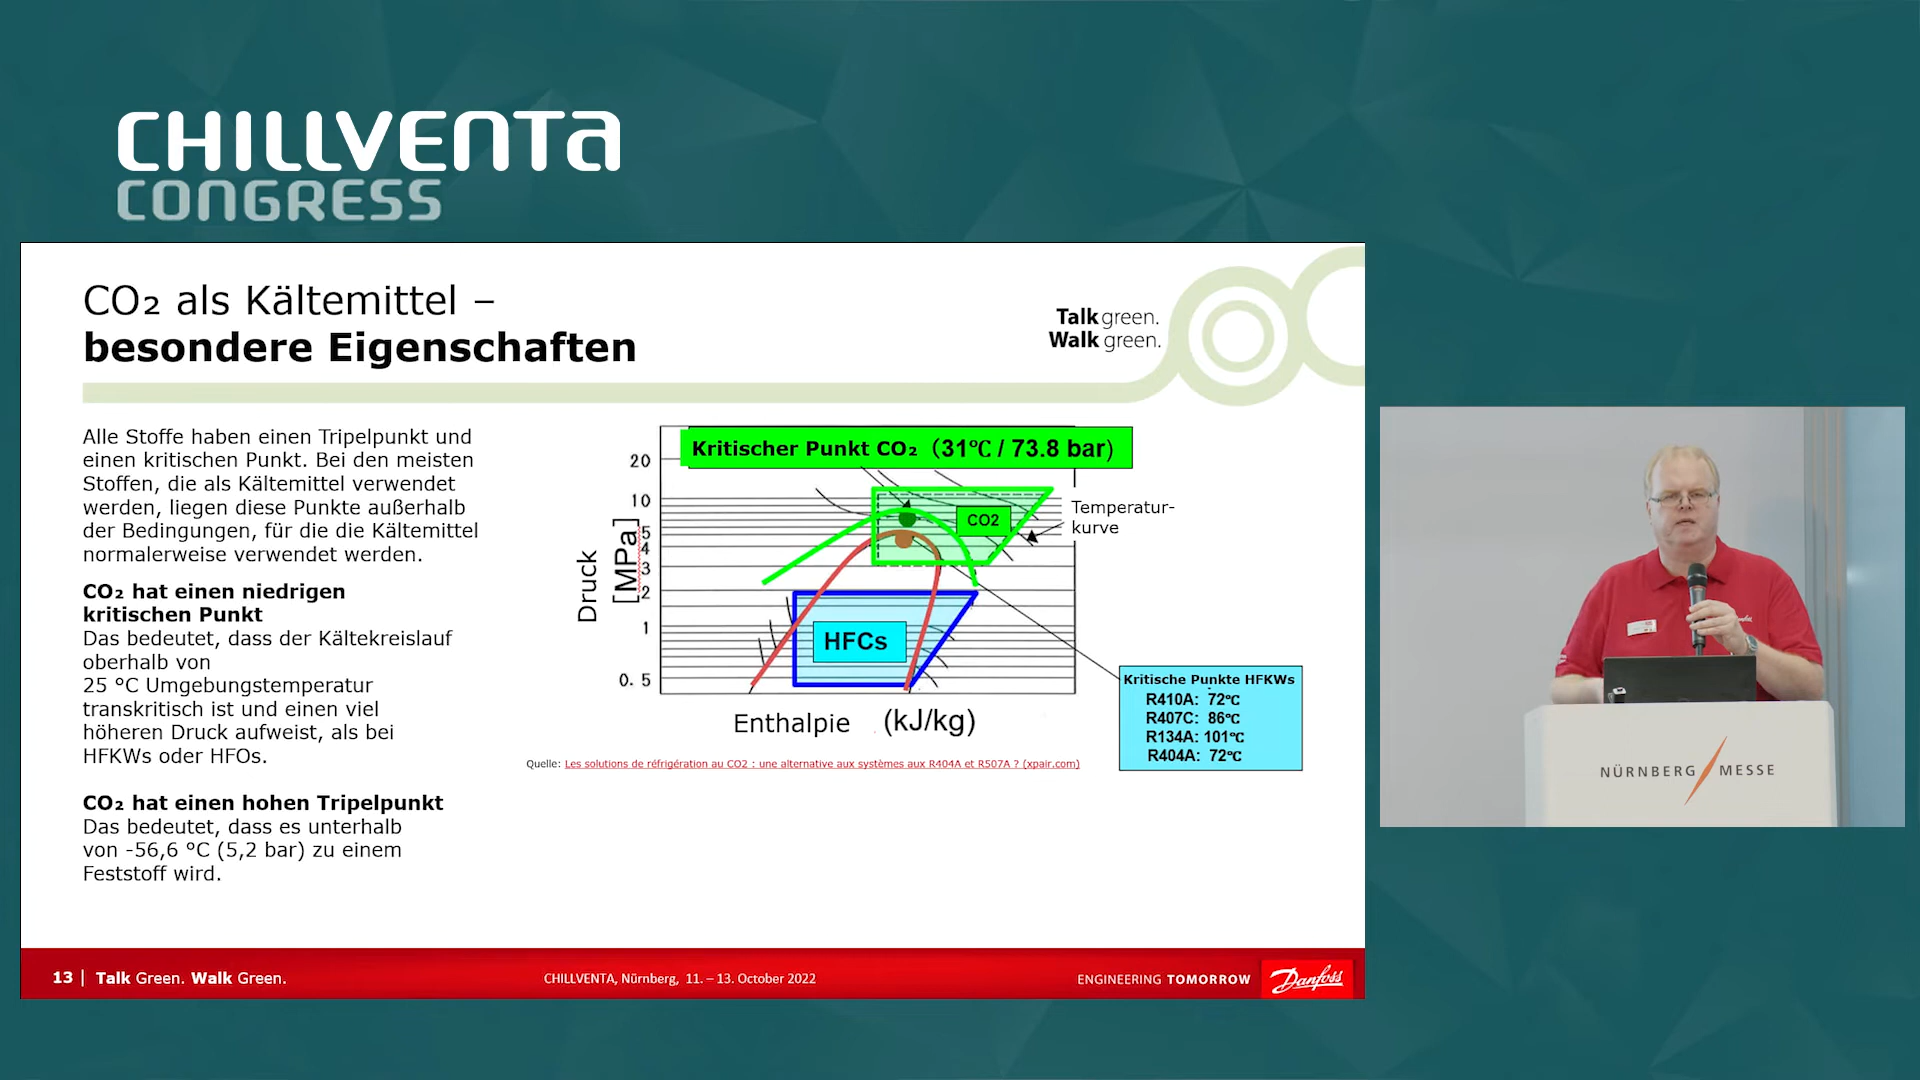 CHILLVENTA
CONGRESS
CO₂ als Kältemittel –
besondere Eigenschaften
Talk green.
Walk green.
Alle Stoffe haben einen Tripelpunkt und
einen kritischen Punkt. Bei den meisten
Stoffen, die als Kältemittel verwendet
werden, liegen diese Punkte außerhalb
der Bedingungen, für die die Kältemittel
normalerweise verwendet werden.
CO₂ hat einen niedrigen
kritischen Punkt
Das bedeutet, dass der Kältekreislauf
oberhalb von
25 °C Umgebungstemperatur
transkritisch ist und einen viel
höheren Druck aufweist, als bei
HFKWs oder HFOs.
CO₂ hat einen hohen Tripelpunkt
Das bedeutet, dass es unterhalb
von -56,6 °C (5,2 bar) zu einem
Feststoff wird.
Kritischer Punkt CO₂ (31℃ / 73.8 bar)
Druck
[MPa]
20
10
5
4
3
2
1
0. 5
CO2
Temperatur-
kurve
HFCs
Enthalpie (kJ/kg)
Kritische Punkte HFKWs
R410A: 72℃
R407C: 86℃
R134A: 101℃
R404A: 72℃
Quelle: Les solutions de réfrigération au CO2 : une alternative aux systèmes aux R404A et R507A ? (xpair.com)
13 | Talk Green. Walk Green.
CHILLVENTA, Nürnberg, 11. – 13. October 2022
ENGINEERING TOMORROW
Danfoss
NÜRNBERG MESSE